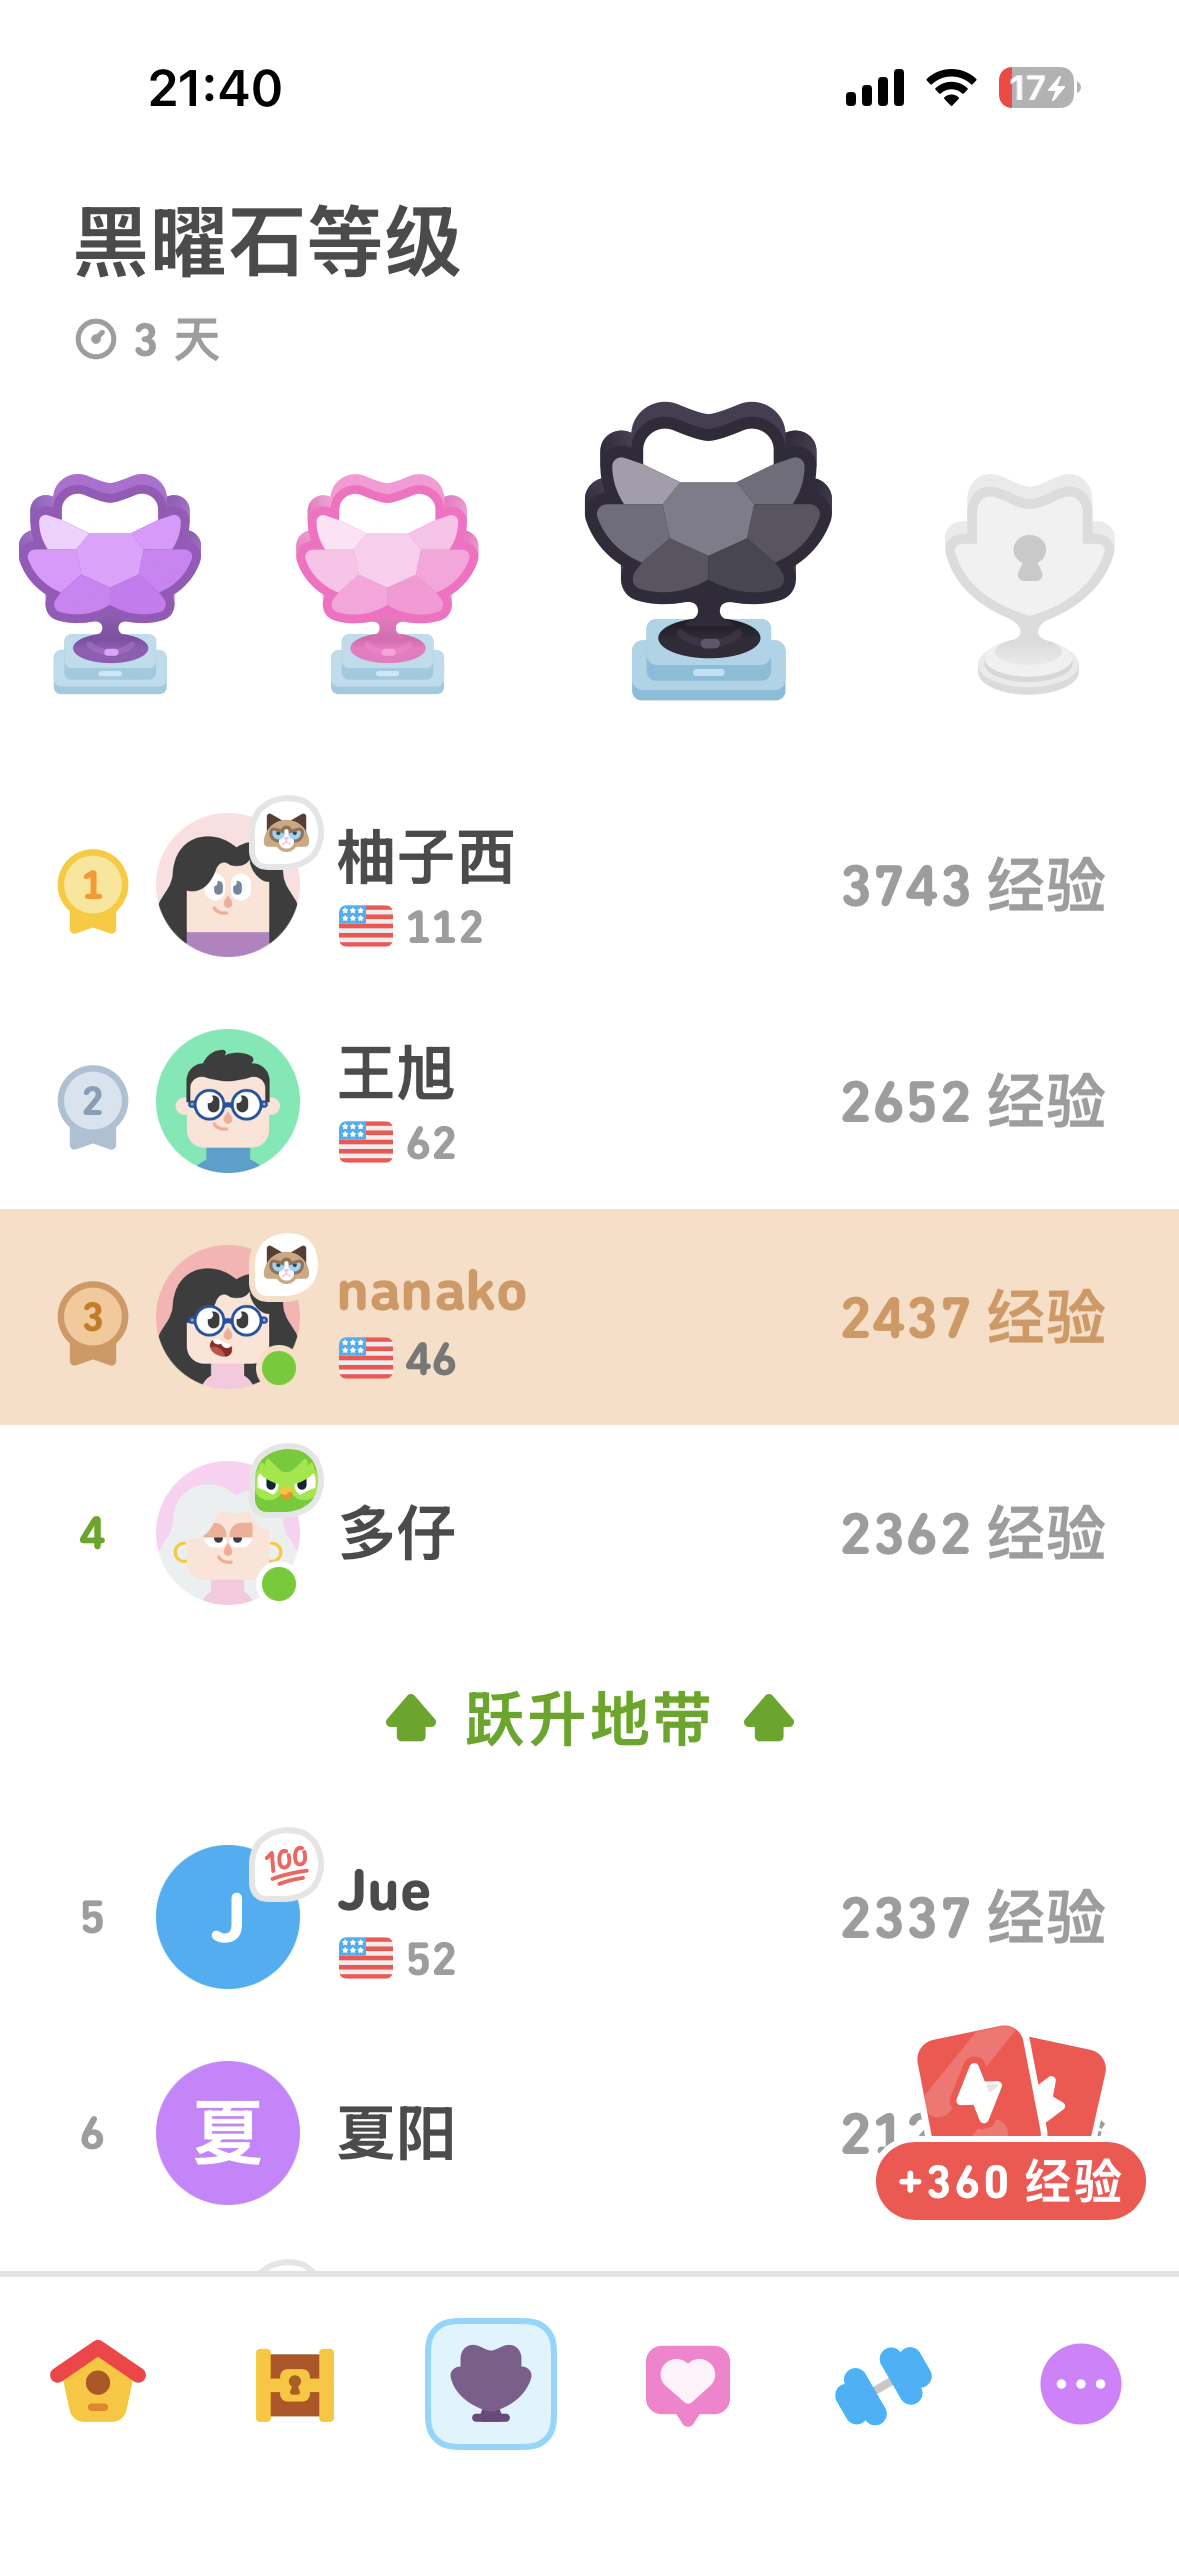 21:40
17
黑曜石等级
3 天
1
柚子西
112
3743 经验
2
王旭
62
2652 经验
3
nanako
46
2437 经验
4
多仔
2362 经验
跃升地带
5
J
100
Jue
52
2337 经验
6
夏
夏阳
+360 经验